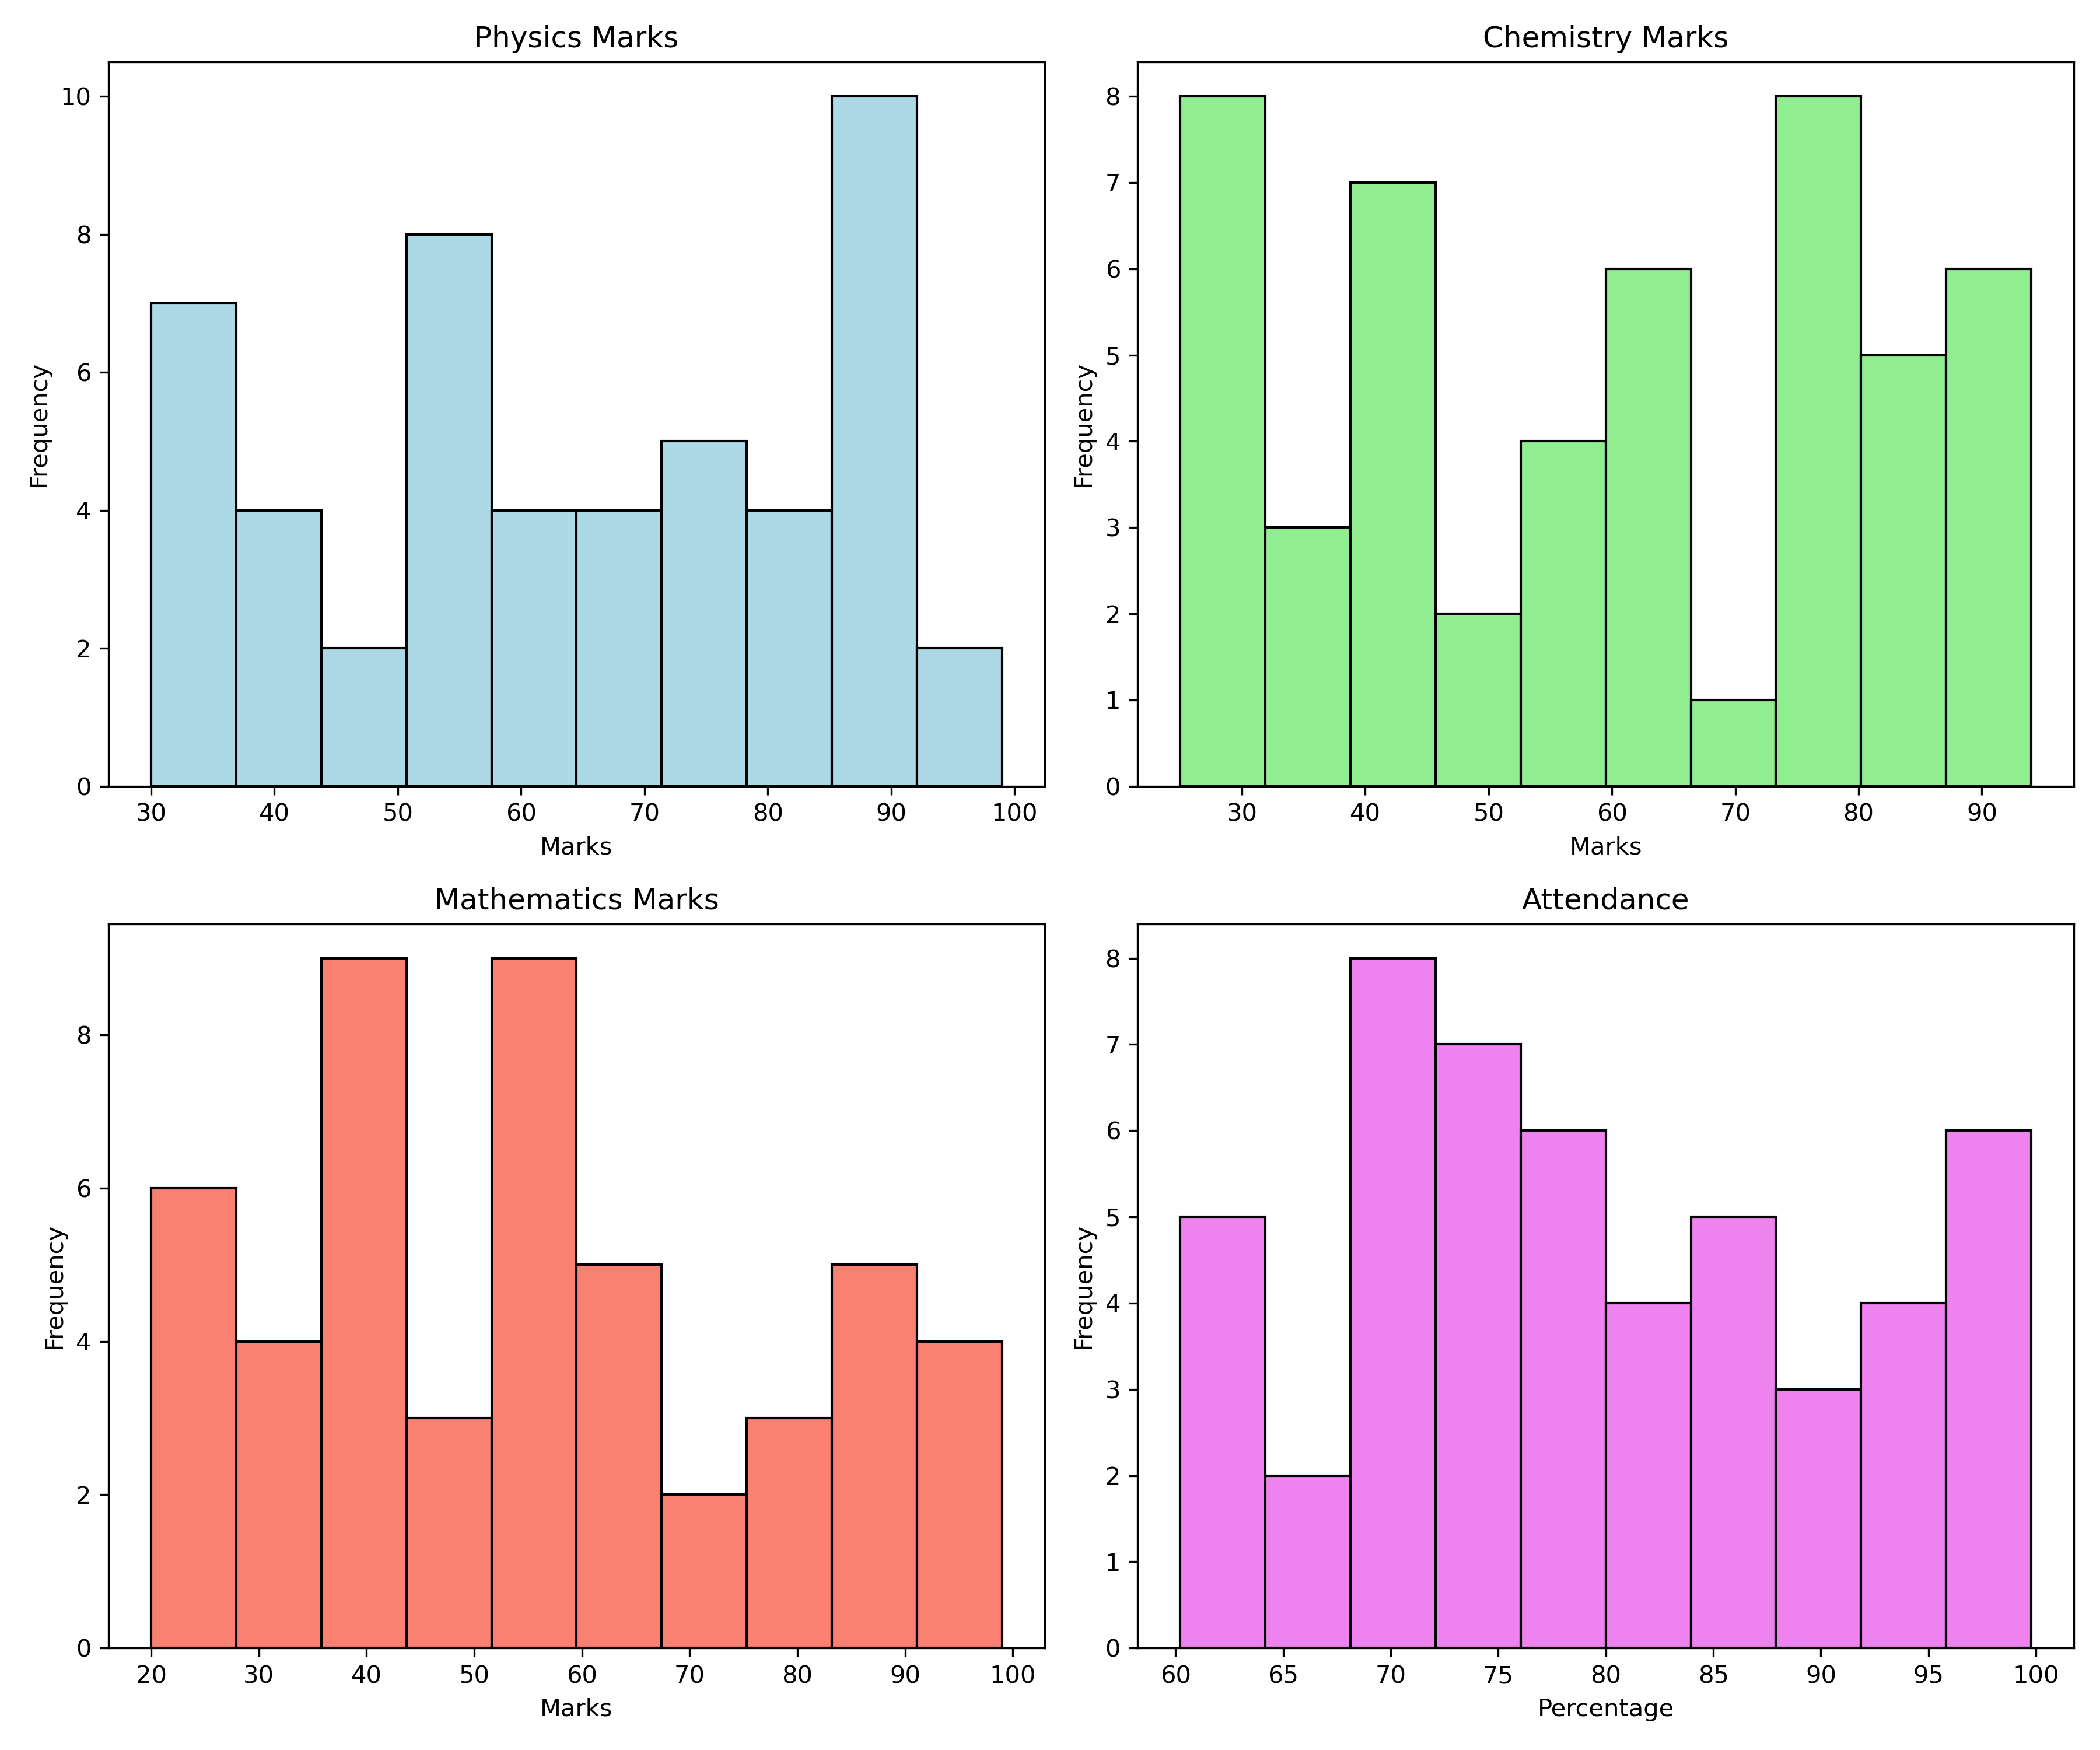 Physics Marks
10
8
6
4
2
0
Frequency
30 40 50 60 70 80 90 100
Marks
Chemistry Marks
8
7
6
5
4
3
2
1
0
Frequency
30 40 50 60 70 80 90
Marks
Mathematics Marks
8
6
4
2
0
Frequency
20 30 40 50 60 70 80 90 100
Marks
Attendance
8
7
6
5
4
3
2
1
0
Frequency
60 65 70 75 80 85 90 95 100
Percentage